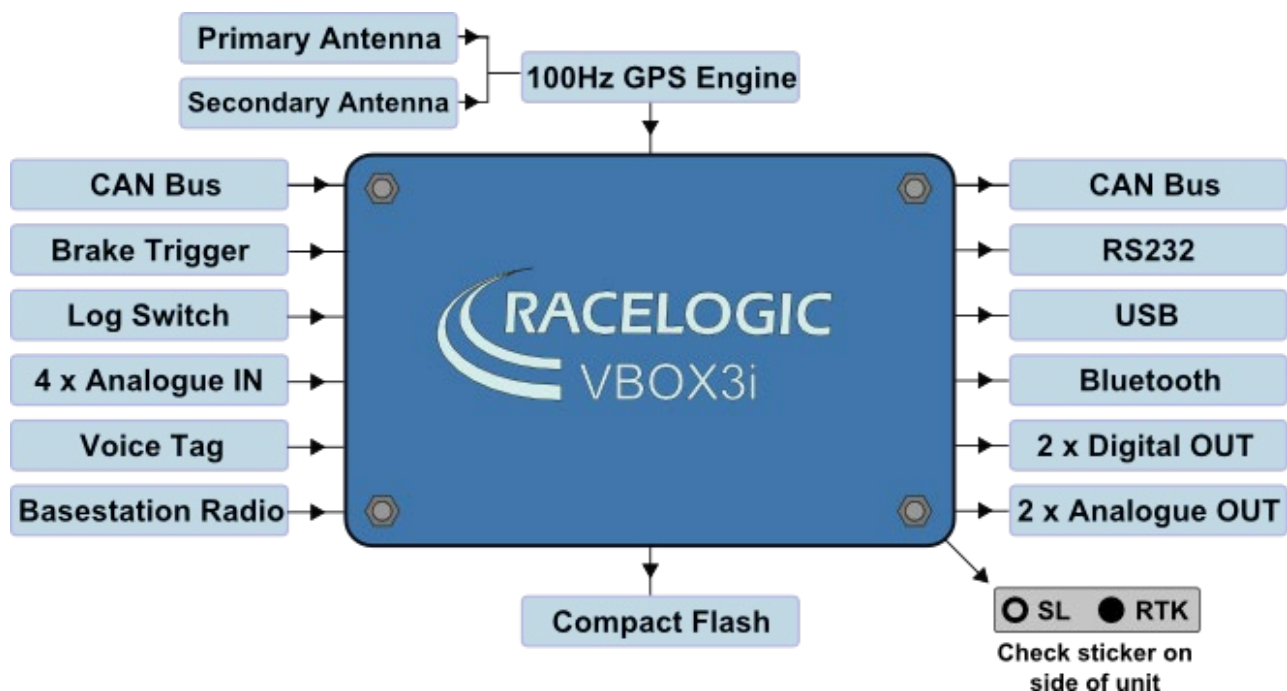 Primary Antenna
Secondary Antenna
100Hz GPS Engine
CAN Bus
Brake Trigger
Log Switch
4 x Analogue IN
Voice Tag
Basestation Radio
RACELOGIC
VBOX3i
CAN Bus
RS232
USB
Bluetooth
2 x Digital OUT
2 x Analogue OUT
Compact Flash
SL RTK
Check sticker on
side of unit